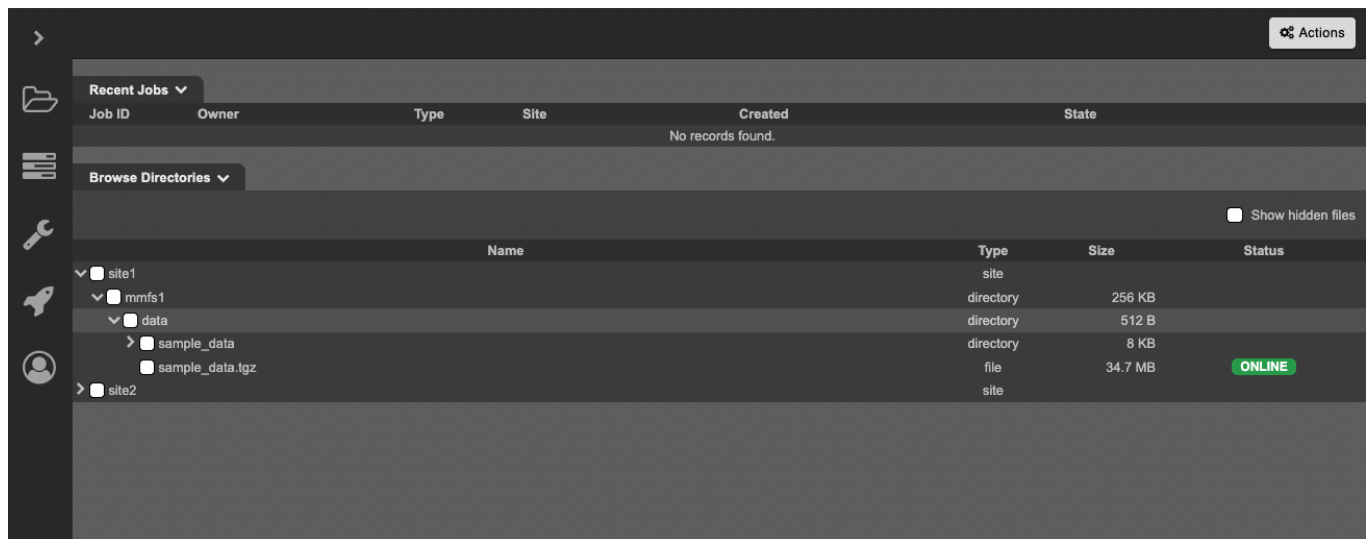 Actions
Recent Jobs
Job ID Owner Type Site Created State
No records found.
Browse Directories
Show hidden files
Name Type Size Status
site1 site
mmfs1 directory 256 KB
data directory 512 B
sample_data directory 8 KB
sample_data.tgz file 34.7 MB ONLINE
site2 site